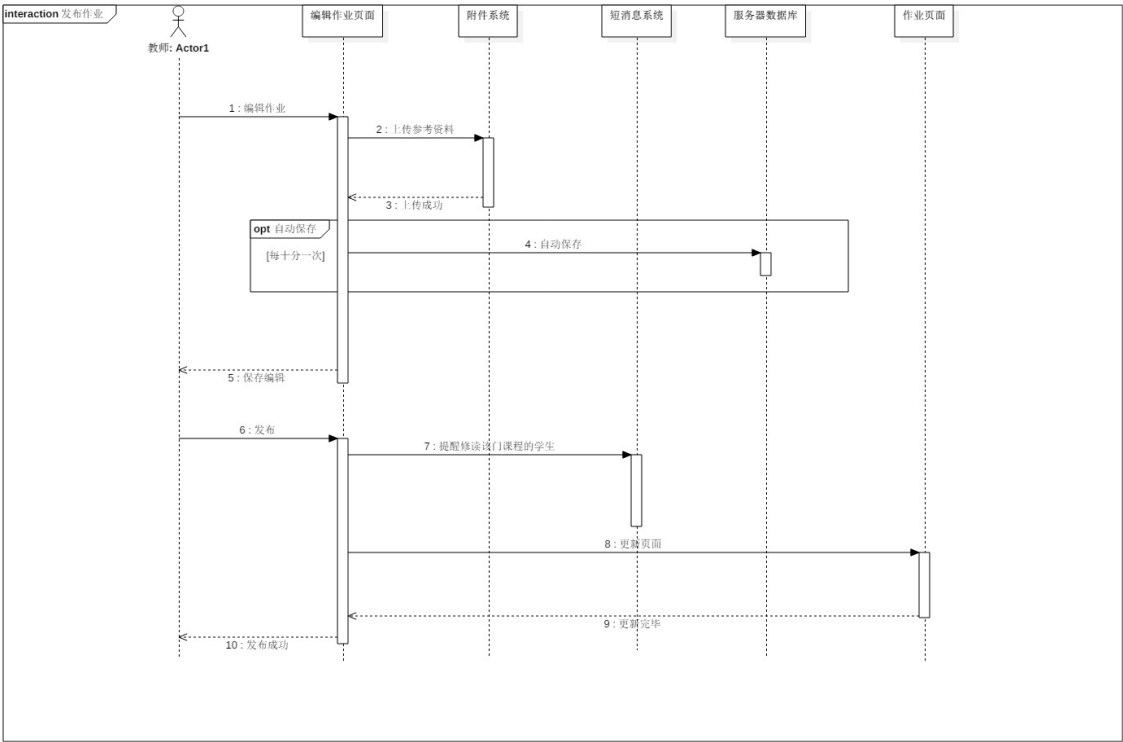 interaction 发布作业
教师: Actor1
编辑作业页面
附件系统
短消息系统
服务器数据库
作业页面
1 : 编辑作业
2 : 上传参考资料
3 : 上传成功
opt 自动保存
[每十分一次]
4 : 自动保存
5 : 保存编辑
6 : 发布
7 : 提醒修读该门课程的学生
8 : 更新页面
9 : 更新完毕
10 : 发布成功